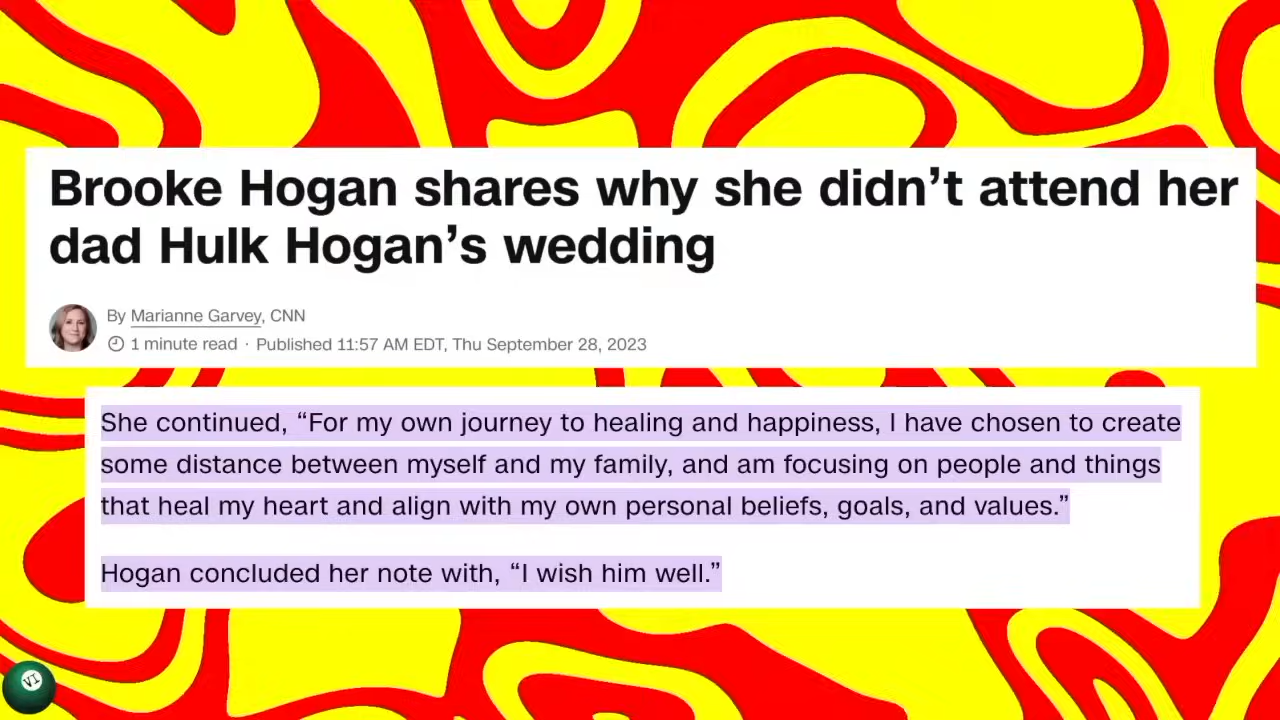 Brooke Hogan shares why she didn’t attend her
dad Hulk Hogan’s wedding
By Marianne Garvey, CNN
1 minute read · Published 11:57 AM EDT, Thu September 28, 2023
She continued, “For my own journey to healing and happiness, I have chosen to create
some distance between myself and my family, and am focusing on people and things
that heal my heart and align with my own personal beliefs, goals, and values.”
Hogan concluded her note with, “I wish him well.”
VI